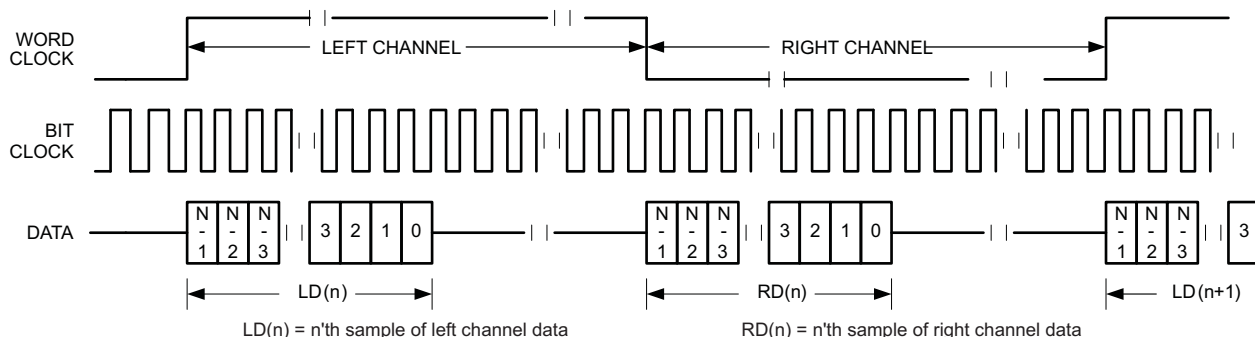 WORD
CLOCK
LEFT CHANNEL
RIGHT CHANNEL
BIT
CLOCK
DATA
N-1 N-2 N-3 3 2 1 0 N-1 N-2 N-3 3 2 1 0 N-1 N-2 N-3 3
LD(n) RD(n) LD(n+1)
LD(n) = n'th sample of left channel data
RD(n) = n'th sample of right channel data